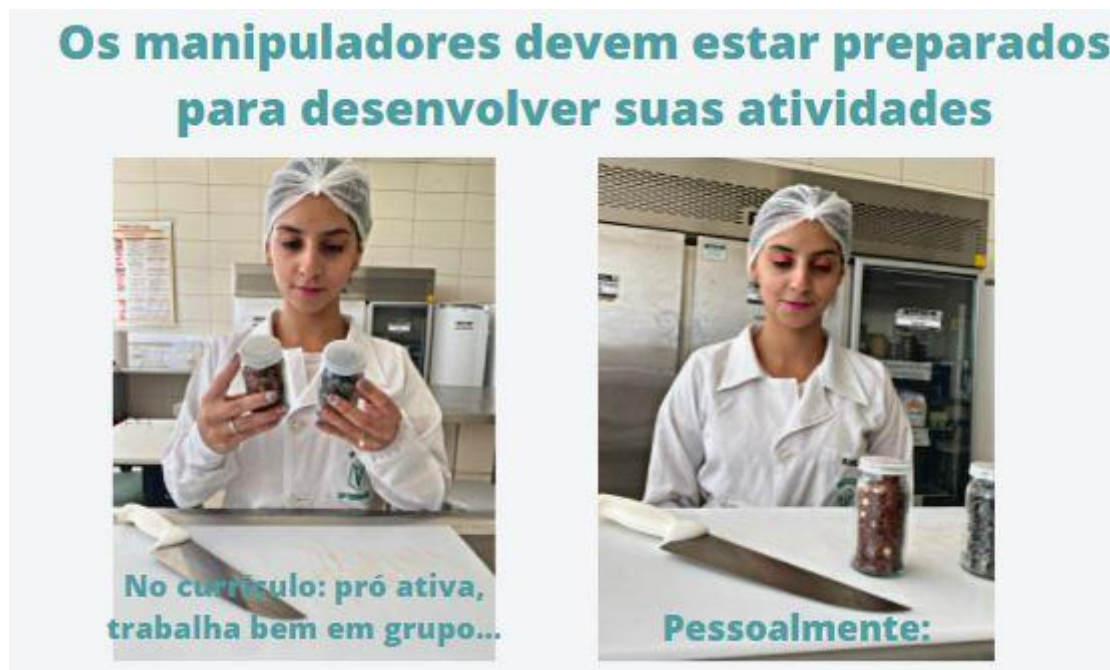 Os manipuladores devem estar preparados
para desenvolver suas atividades
No currículo: pró ativa,
trabalha bem em grupo...
Pessoalmente: